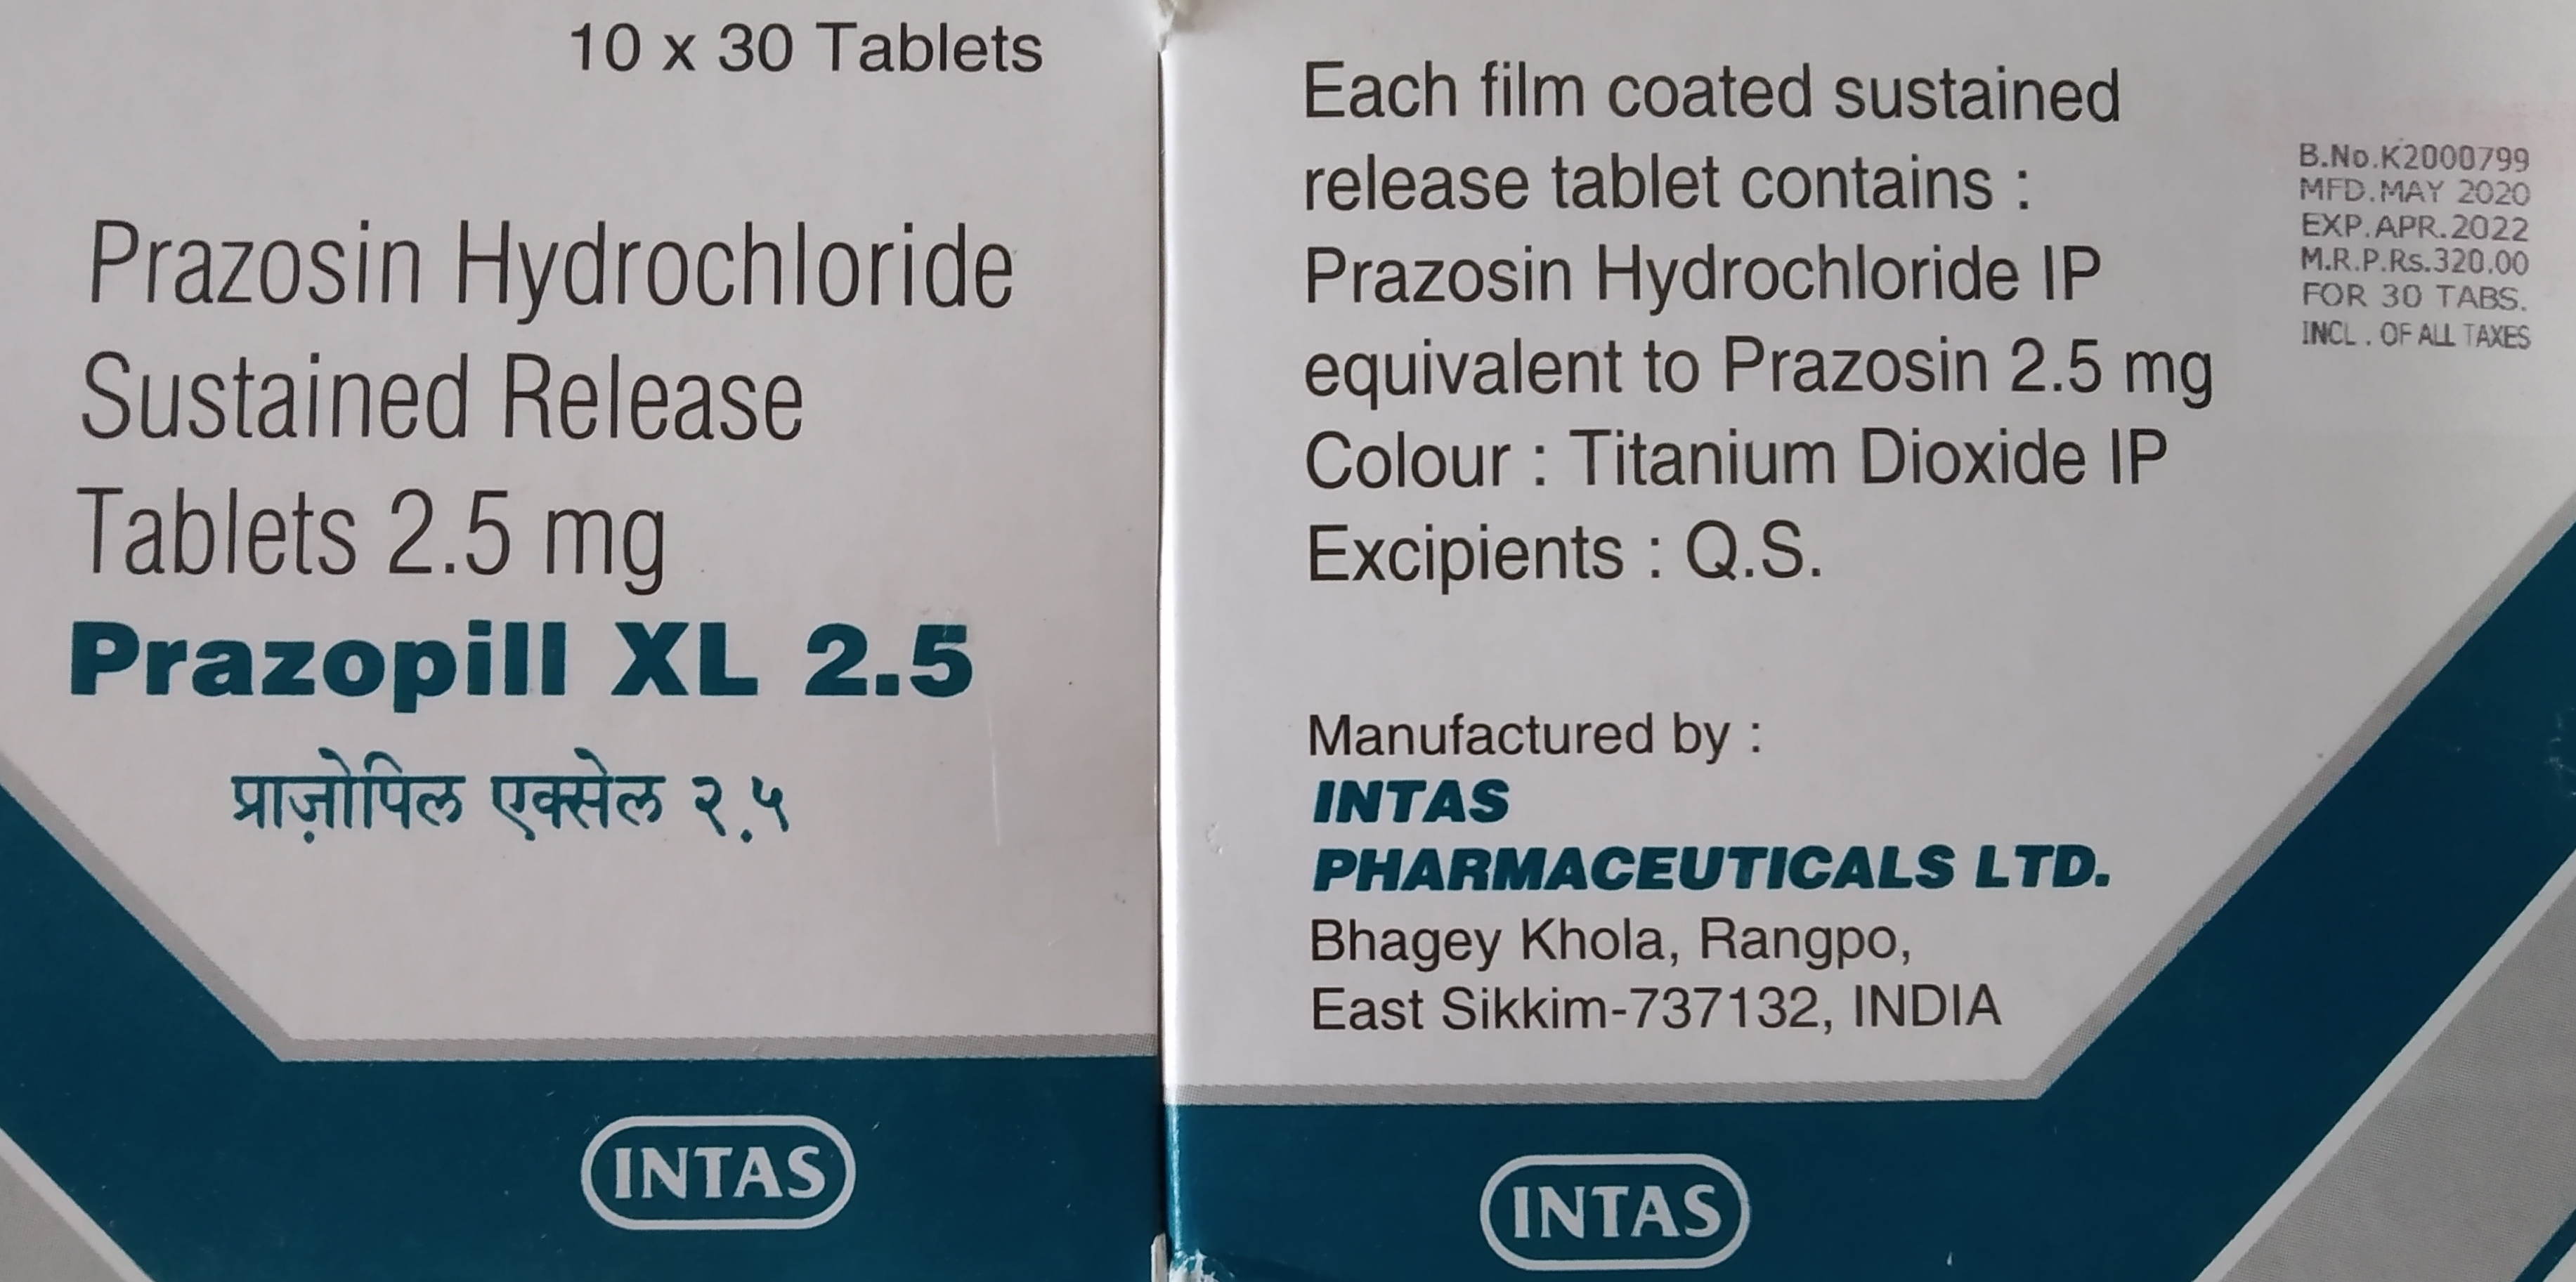 10 x 30 Tablets
Prazosin Hydrochloride
Sustained Release
Tablets 2.5 mg
Prazopill XL 2.5
प्राज़ोपिल एक्सेल २.५
INTAS
Each film coated sustained
release tablet contains :
Prazosin Hydrochloride IP
equivalent to Prazosin 2.5 mg
Colour : Titanium Dioxide IP
Excipients : Q.S.
Manufactured by :
INTAS
PHARMACEUTICALS LTD.
Bhagey Khola, Rangpo,
East Sikkim-737132, INDIA
INTAS
B.No.K2000799
MFD.MAY 2020
EXP.APR.2022
M.R.P.Rs.320.00
FOR 30 TABS.
INCL . OF ALL TAXES